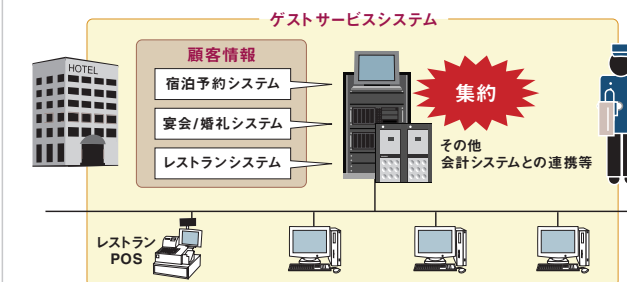 ゲストサービスシステム
HOTEL
顧客情報
宿泊予約システム
宴会/婚礼システム
レストランシステム
集約
その他
会計システムとの連携等
レストラン
POS